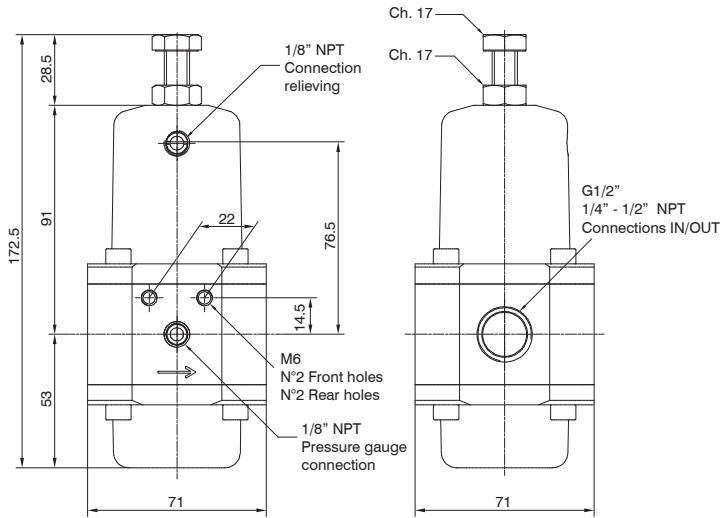 Ch. 17
Ch. 17
1/8” NPT
Connection
relieving
28.5
91
172.5
53
22
76.5
14.5
G1/2”
1/4” - 1/2” NPT
Connections IN/OUT
M6
N°2 Front holes
N°2 Rear holes
1/8” NPT
Pressure gauge
connection
71
71